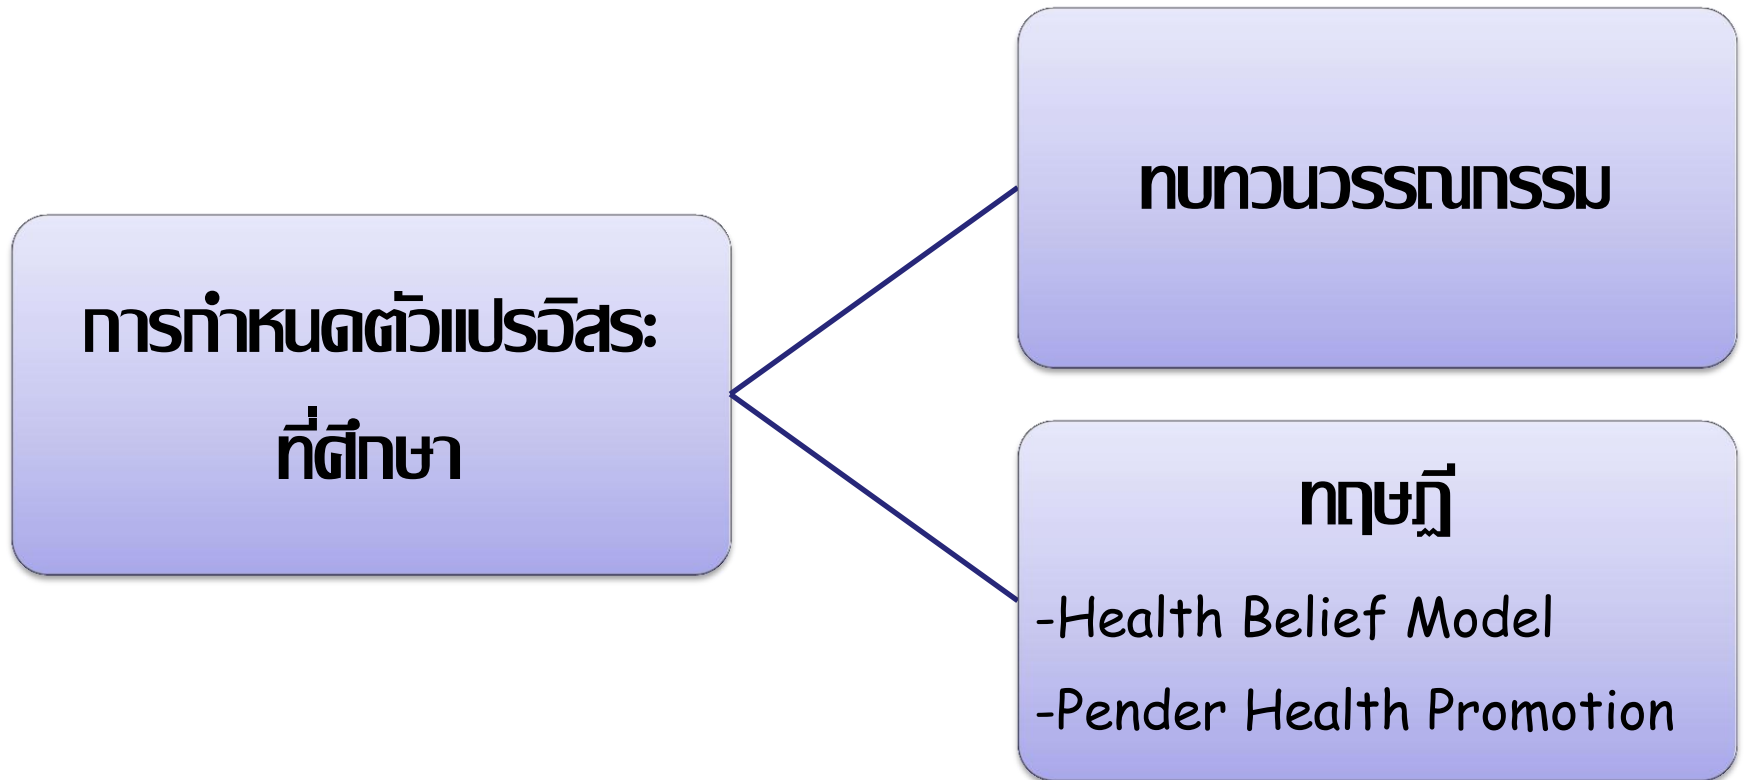 การกำหนดตัวแปรอิสระ
ที่ศึกษา
ทบทวนวรรณกรรม
ทฤษฎี
-Health Belief Model
-Pender Health Promotion